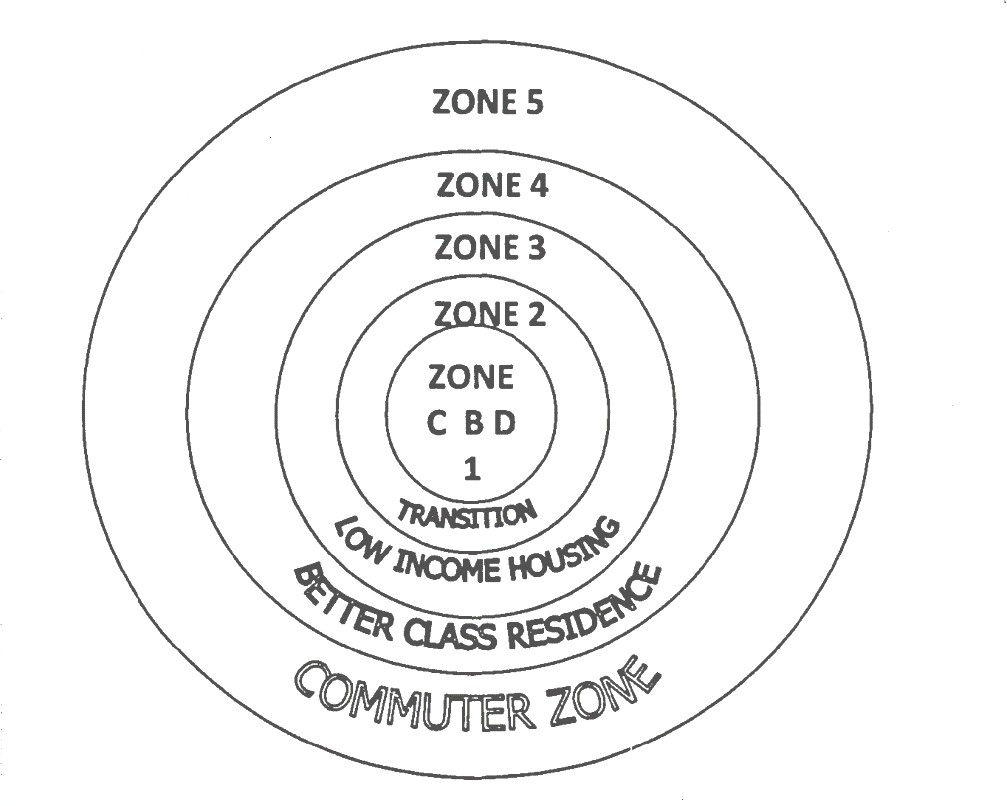 ZONE 5
ZONE 4
ZONE 3
ZONE 2
ZONE
C B D
1
TRANSITION
LOW INCOME HOUSING
BETTER CLASS RESIDENCE
COMMUTER ZONE